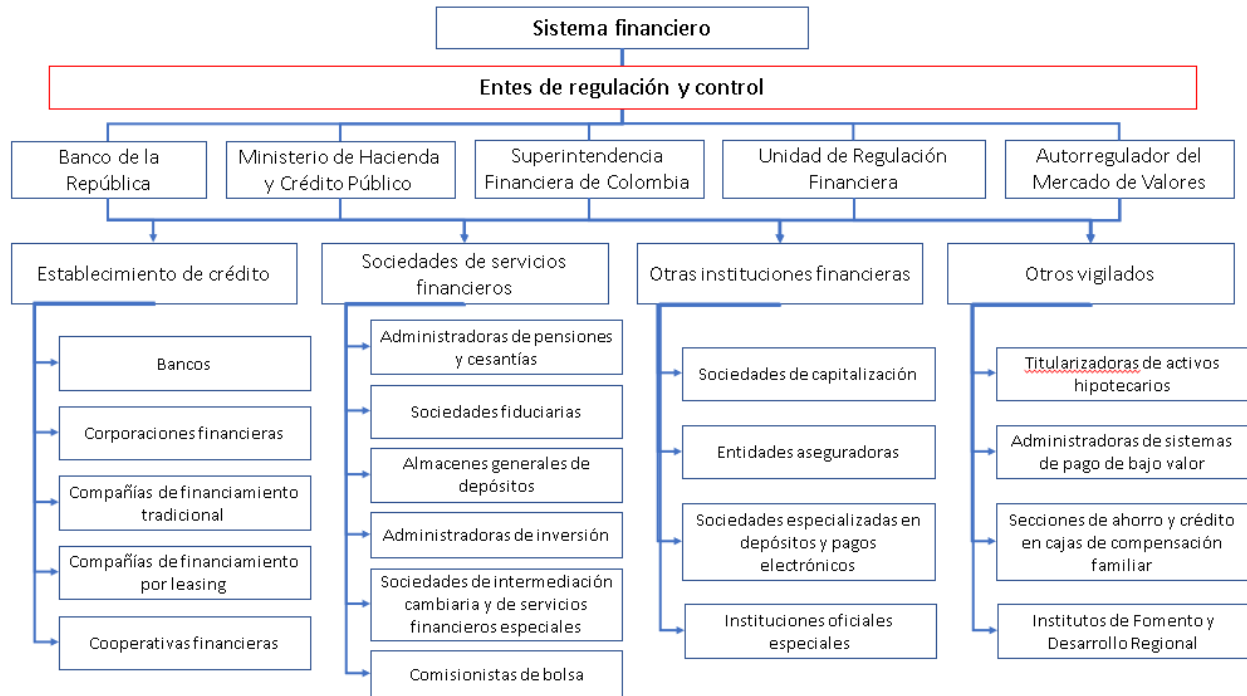 Sistema financiero
Entes de regulación y control
Banco de la
República
Ministerio de Hacienda
y Crédito Público
Superintendencia
Financiera de Colombia
Unidad de Regulación
Financiera
Autorregulador del
Mercado de Valores
Establecimiento de crédito
Sociedades de servicios
financieros
Otras instituciones financieras
Otros vigilados
Bancos
Corporaciones financieras
Compañías de financiamiento
tradicional
Compañías de financiamiento
por leasing
Cooperativas financieras
Administradoras de pensiones
y cesantías
Sociedades fiduciarias
Almacenes generales de
depósitos
Administradoras de inversión
Sociedades de intermediación
cambiaria y de servicios
financieros especiales
Comisionistas de bolsa
Sociedades de capitalización
Entidades aseguradoras
Sociedades especializadas en
depósitos y pagos
electrónicos
Instituciones oficiales
especiales
Titularizadoras de activos
hipotecarios
Administradoras de sistemas
de pago de bajo valor
Secciones de ahorro y crédito
en cajas de compensación
familiar
Institutos de Fomento y
Desarrollo Regional